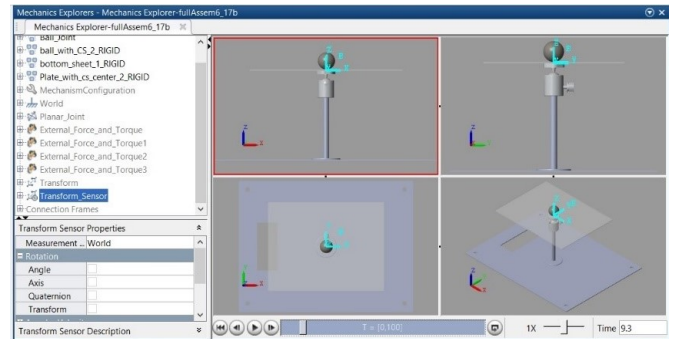 Mechanics Explorers - Mechanics Explorer-fullAssem6_17b
Mechanics Explorer-fullAssem6_17b
Ball_Joint
ball_with_CS_2_RIGID
bottom_sheet_1_RIGID
Plate_with_cs_center_2_RIGID
MechanismConfiguration
World
Planar_Joint
External_Force_and_Torque
External_Force_and_Torque1
External_Force_and_Torque2
External_Force_and_Torque3
Transform
Transform_Sensor
Connection Frames
Transform Sensor Properties
Measurement .. World
Rotation
Angle
Axis
Quaternion
Transform
Transform Sensor Description
T = [0,100]
1X
Time 9.3